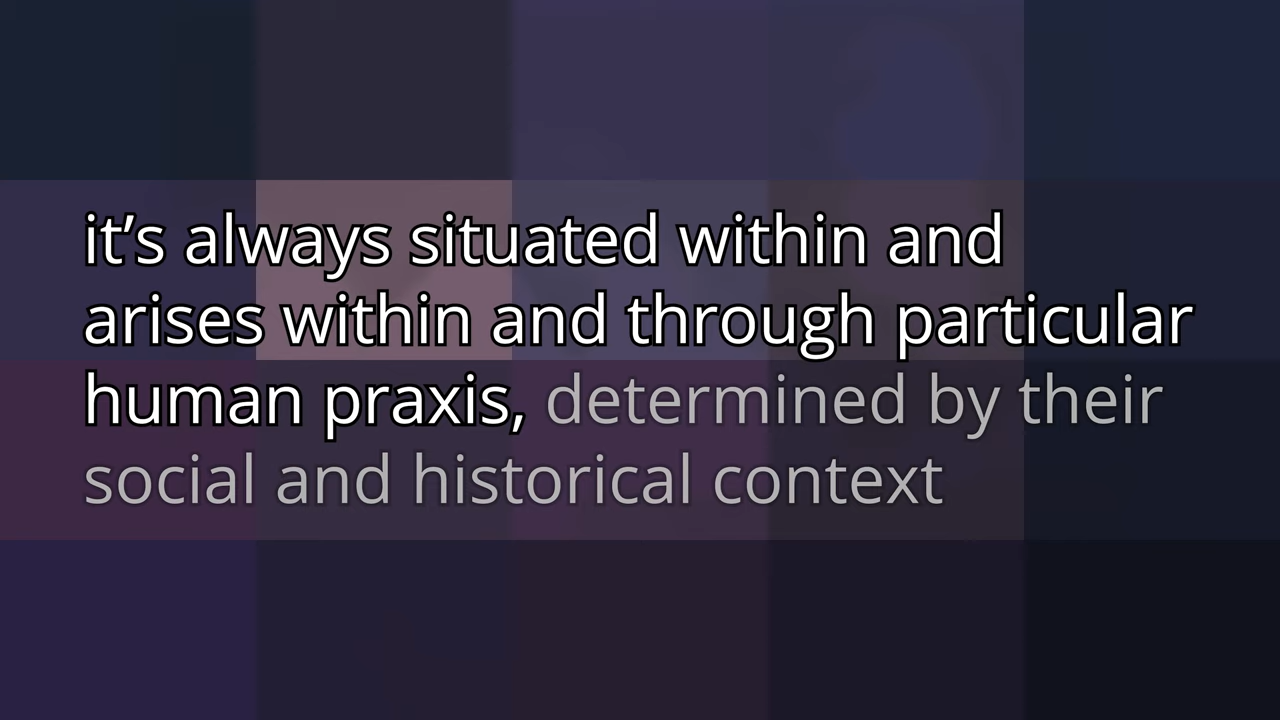 it’s always situated within and
arises within and through particular
human praxis, determined by their
social and historical context